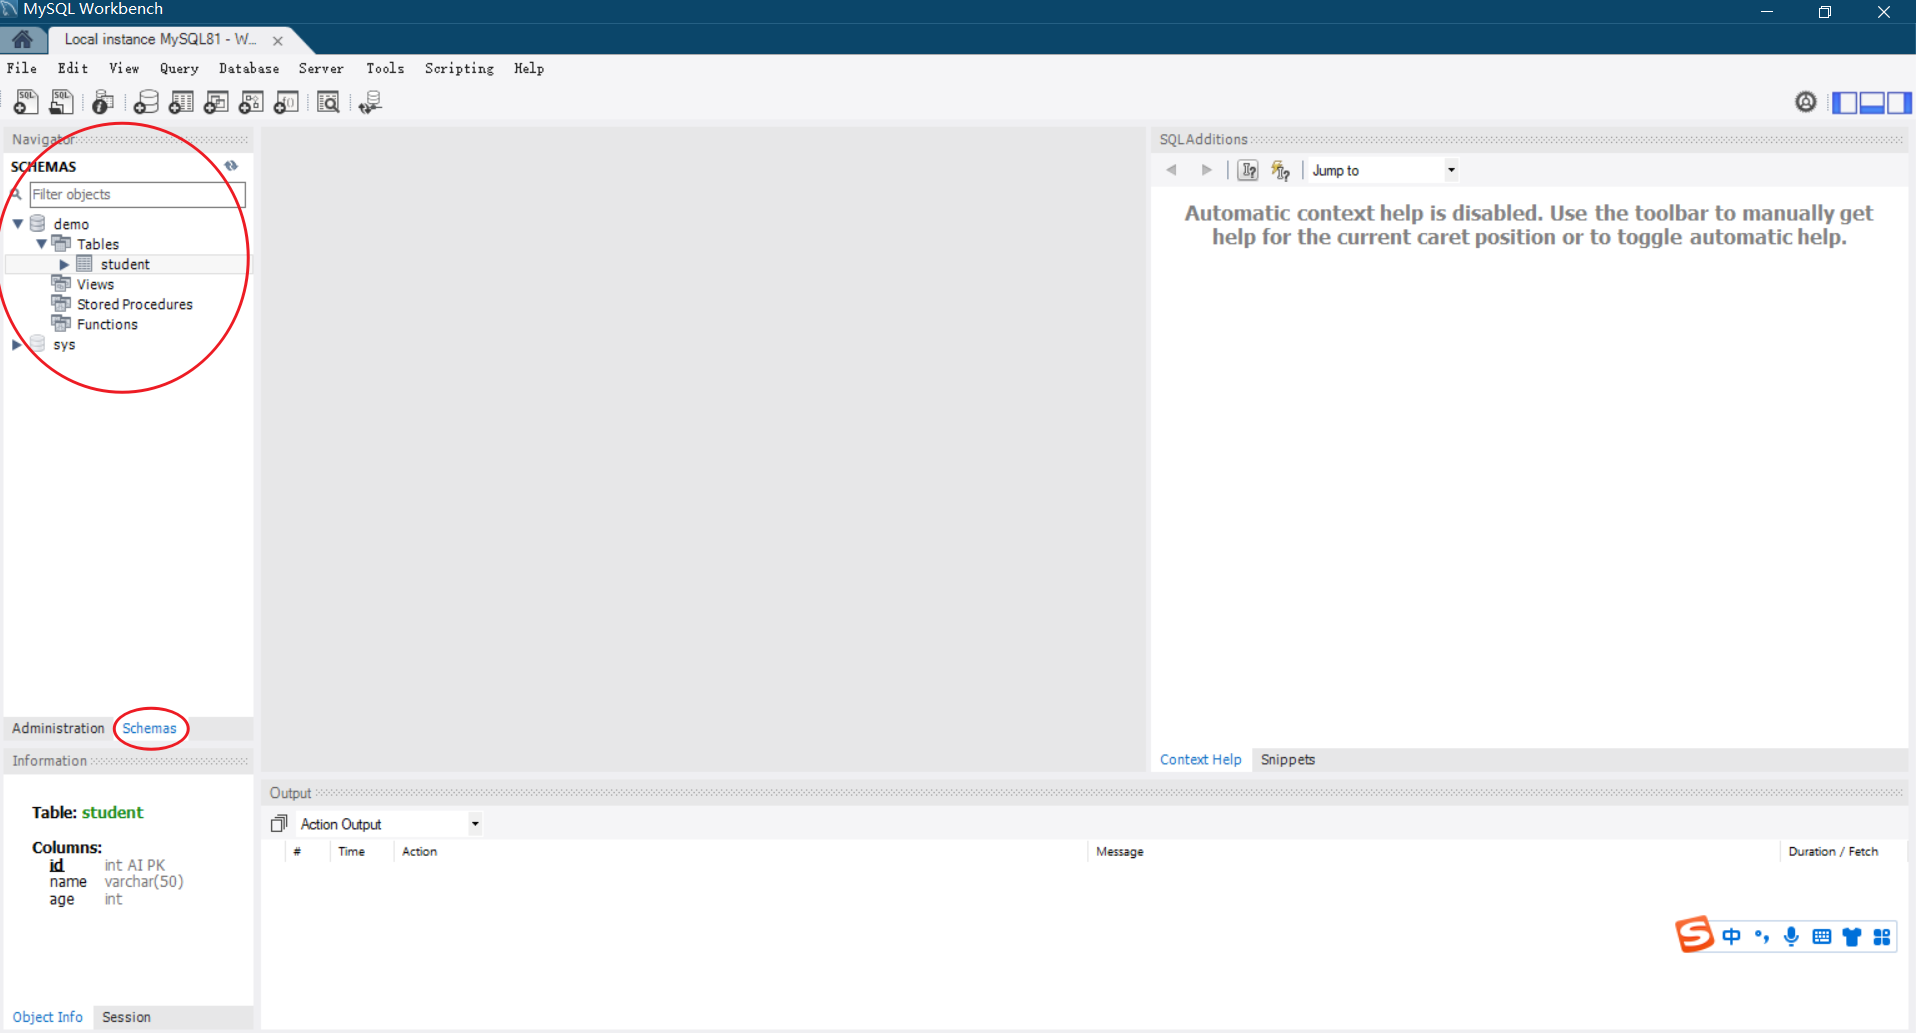 MySQL Workbench
Local instance MySQL81 - W...
File Edit View Query Database Server Tools Scripting Help
Navigator
SCHEMAS
Filter objects
demo
Tables
student
Views
Stored Procedures
Functions
sys
Administration Schemas
Information
Table: student
Columns:
id int AI PK
name varchar(50)
age int
Object Info Session
SQLAdditions
Jump to
Automatic context help is disabled. Use the toolbar to manually get
help for the current caret position or to toggle automatic help.
Context Help Snippets
Output
Action Output
# Time Action Message Duration / Fetch
中